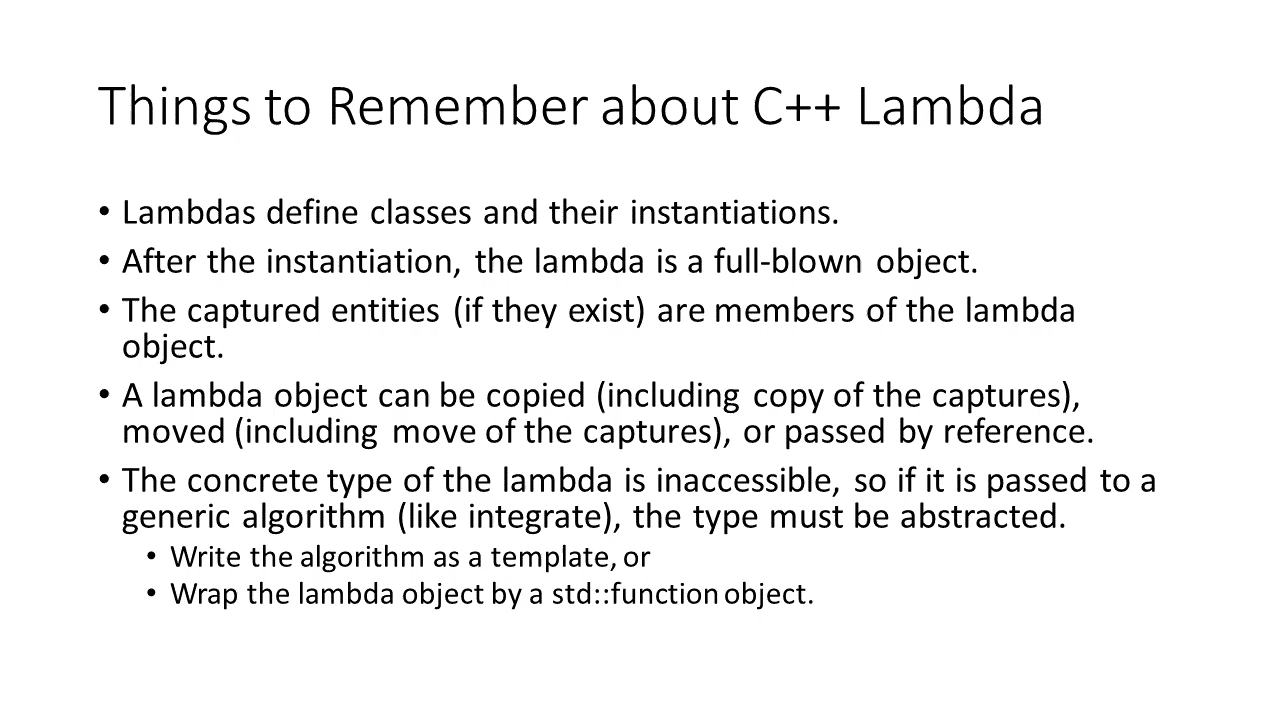 Things to Remember about C++ Lambda
• Lambdas define classes and their instantiations.
• After the instantiation, the lambda is a full-blown object.
• The captured entities (if they exist) are members of the lambda
object.
• A lambda object can be copied (including copy of the captures),
moved (including move of the captures), or passed by reference.
• The concrete type of the lambda is inaccessible, so if it is passed to a
generic algorithm (like integrate), the type must be abstracted.
• Write the algorithm as a template, or
• Wrap the lambda object by a std::function object.